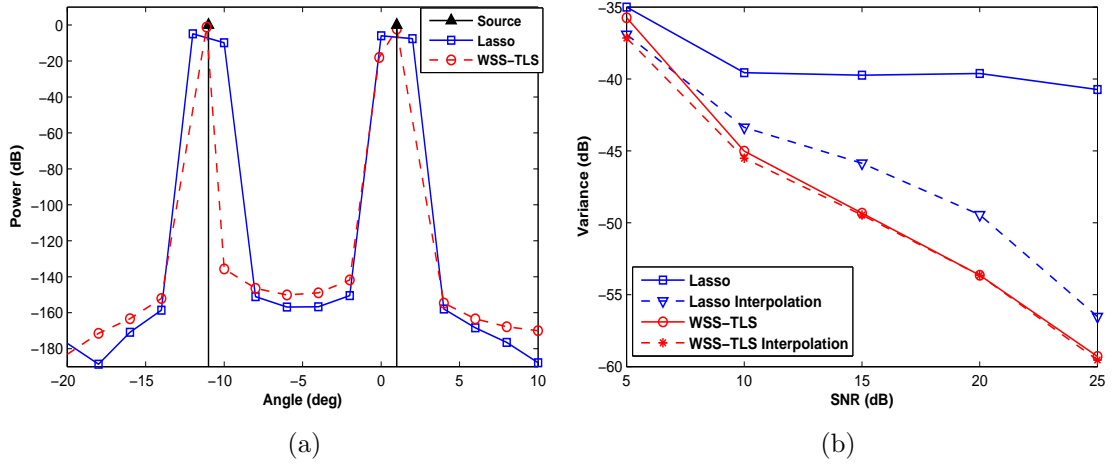 Source
Lasso
WSS−TLS
0
−20
−40
−60
−80
−100
−120
−140
−160
−180
Power (dB)
−20
−15
−10
−5
0
5
10
Angle (deg)
(a)
−35
−40
−45
−50
−55
−60
Variance (dB)
Lasso
Lasso Interpolation
WSS−TLS
WSS−TLS Interpolation
5
10
15
20
25
SNR (dB)
(b)